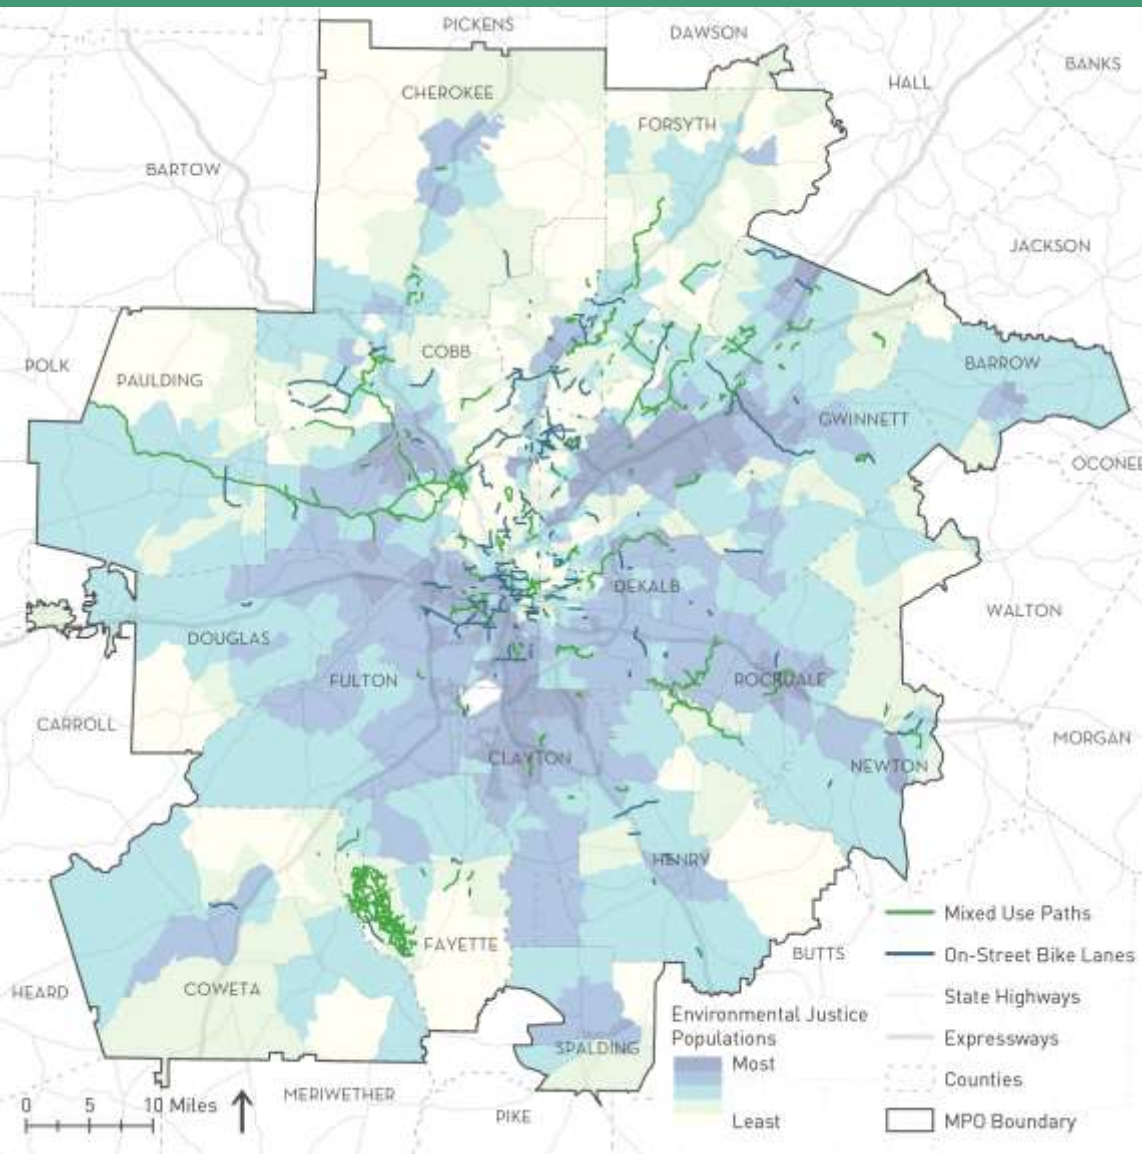 PICKENS
DAWSON
BANKS
HALL
CHEROKEE
FORSYTH
BARTOW
JACKSON
POLK
COBB
BARROW
PAULDING
GWINNETT
OCONEE
DEKALB
WALTON
DOUGLAS
FULTON
ROCKDALE
CARROLL
MORGAN
CLAYTON
NEWTON
HENRY
FAYETTE
BUTTS
HEARD
COWETA
SPALDING
MERIWETHER
PIKE
0 5 10 Miles
Environmental Justice
Populations
Most
Least
Mixed Use Paths
On-Street Bike Lanes
State Highways
Expressways
Counties
MPO Boundary